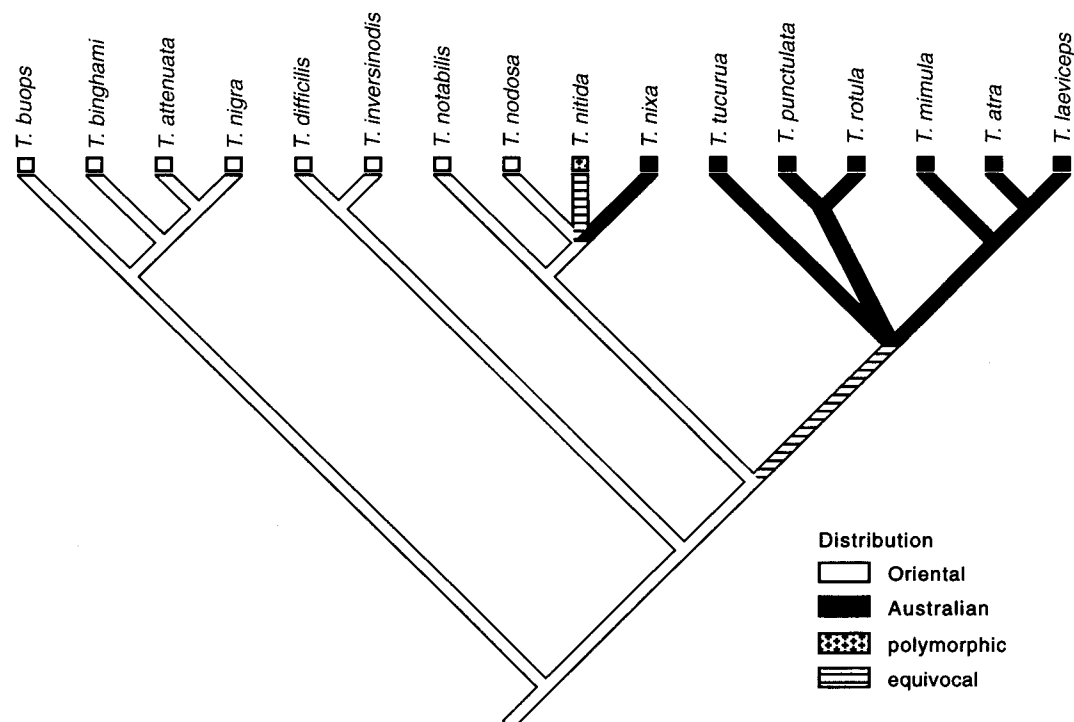 T. buops
T. binghami
T. attenuata
T. nigra
T. difficilis
T. inversinodis
T. notabilis
T. nodosa
T. nitida
T. nixa
T. tucurua
T. punctulata
T. rotula
T. mimula
T. atra
T. laeviceps
Distribution
Oriental
Australian
polymorphic
equivocal